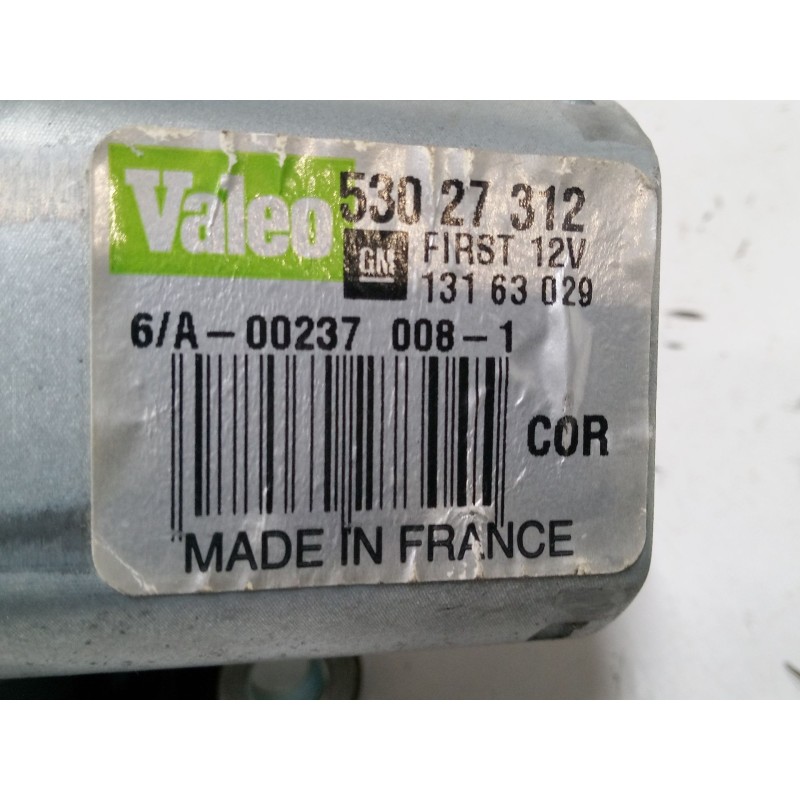 Valeo 530 27 312
GM FIRST 12V
131 63 029
6/A-00237 008-1
COR
MADE IN FRANCE